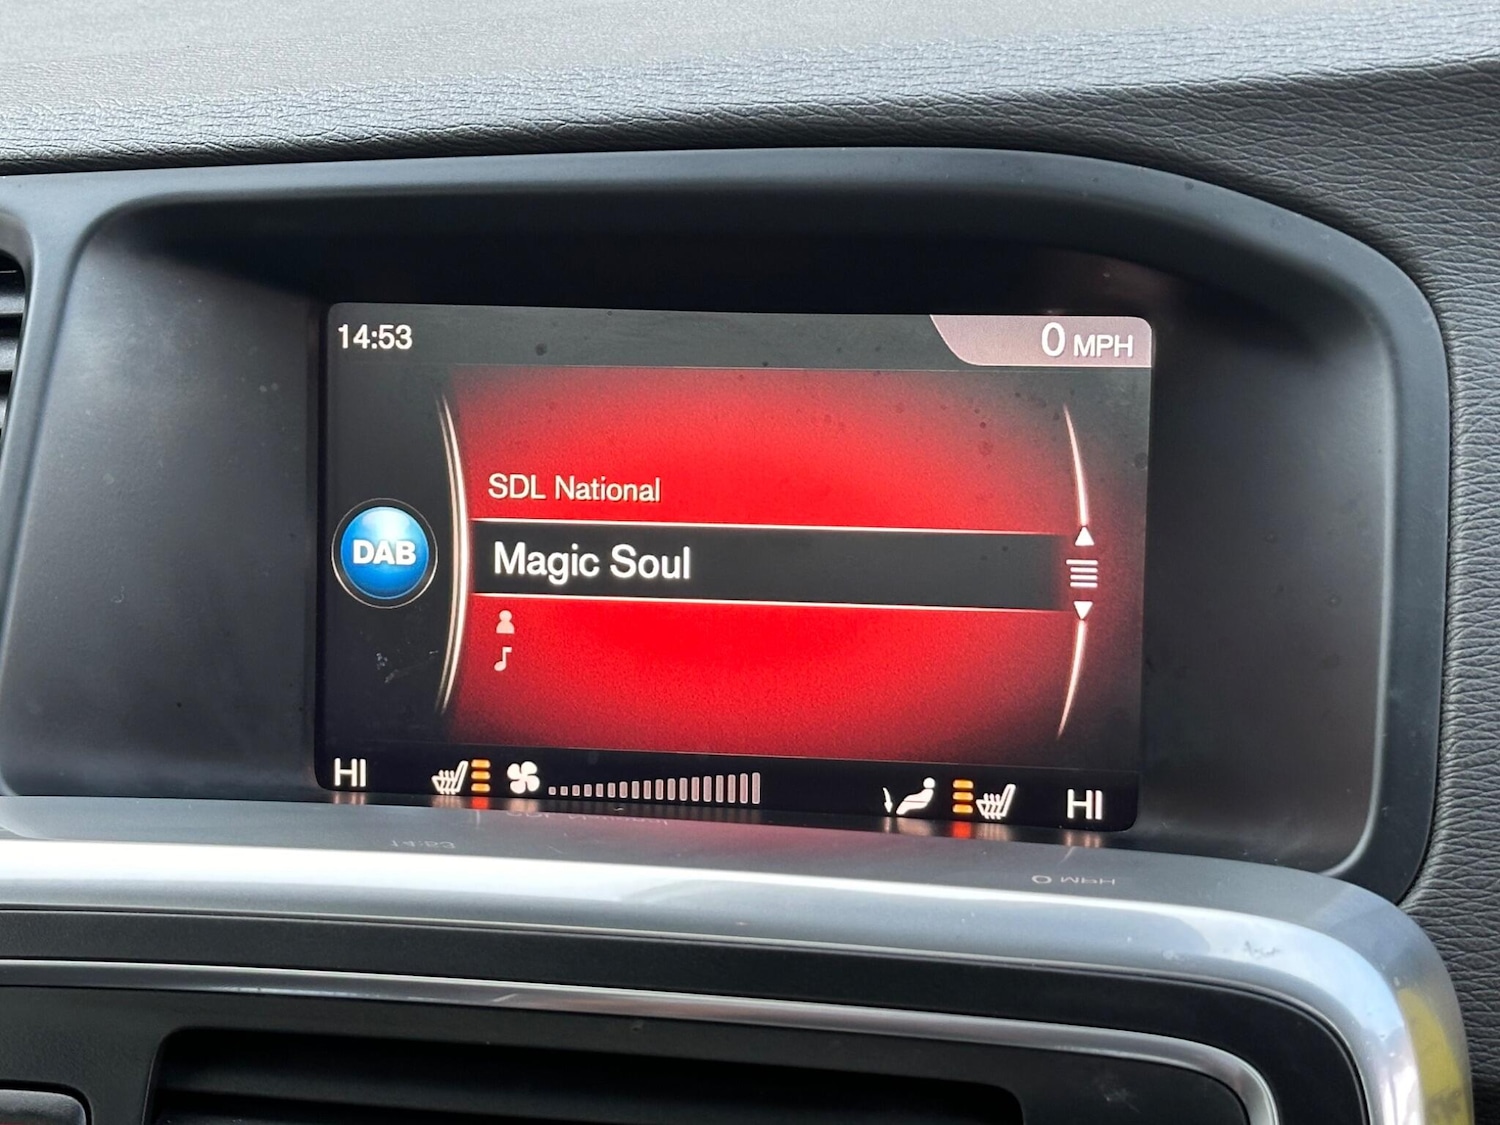 14:53
0 MPH
SDL National
DAB
Magic Soul
HI
HI